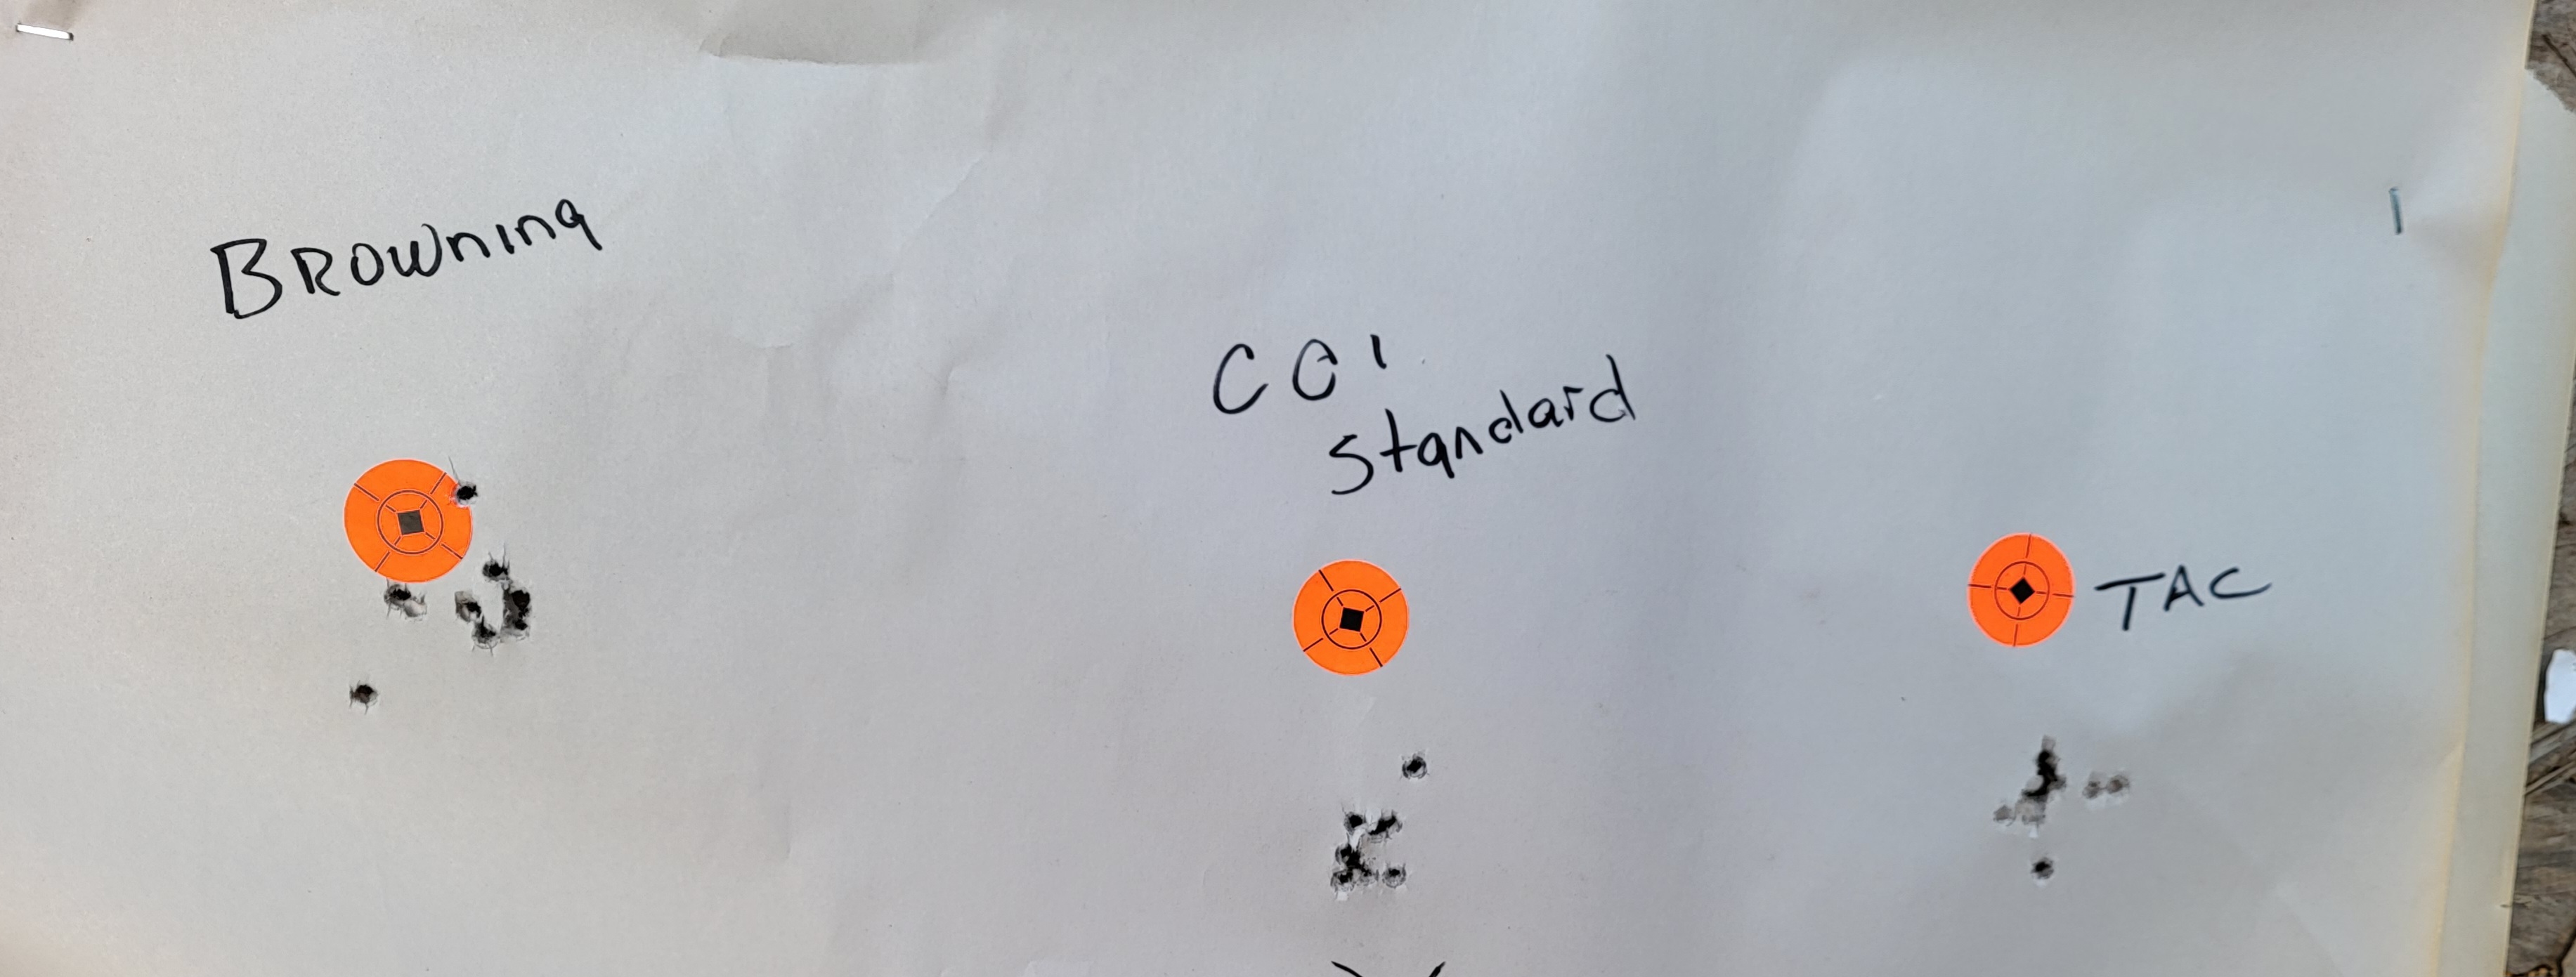 BROWNING
CCI
Standard
TAC